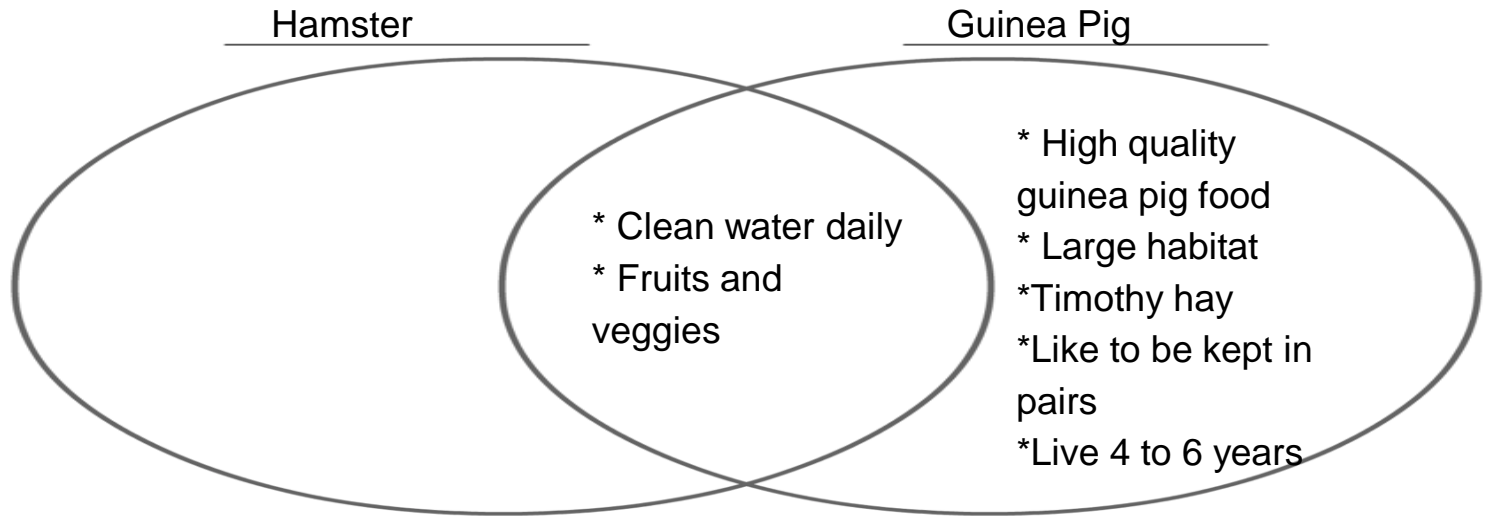 Hamster
Guinea Pig
* Clean water daily
* Fruits and
veggies
* High quality
guinea pig food
* Large habitat
*Timothy hay
*Like to be kept in
pairs
*Live 4 to 6 years